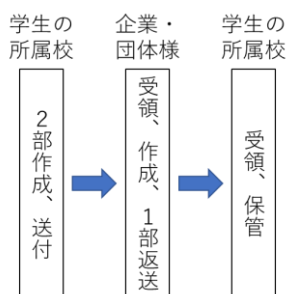 学生の
所属校
企業・
団体様
学生の
所属校
2部作成、送付
受領、作成、1部返送
受領、保管